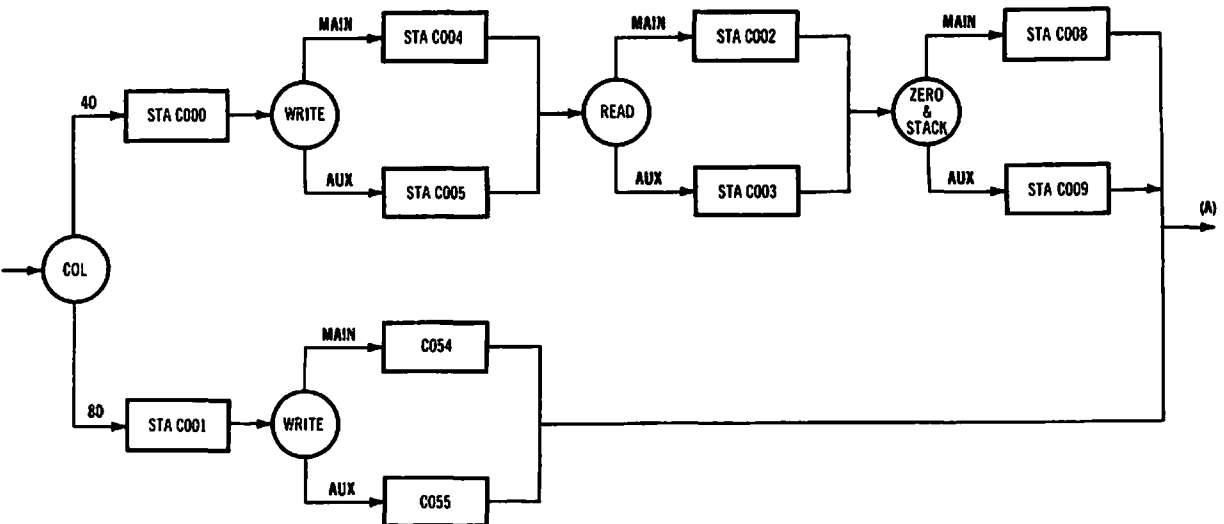 MAIN
STA C004
MAIN
STA C002
MAIN
STA C008
40
STA C000
WRITE
READ
ZERO
&
STACK
AUX
STA C005
AUX
STA C003
AUX
STA C009
(A)
COL
MAIN
C054
80
STA C001
WRITE
AUX
C055